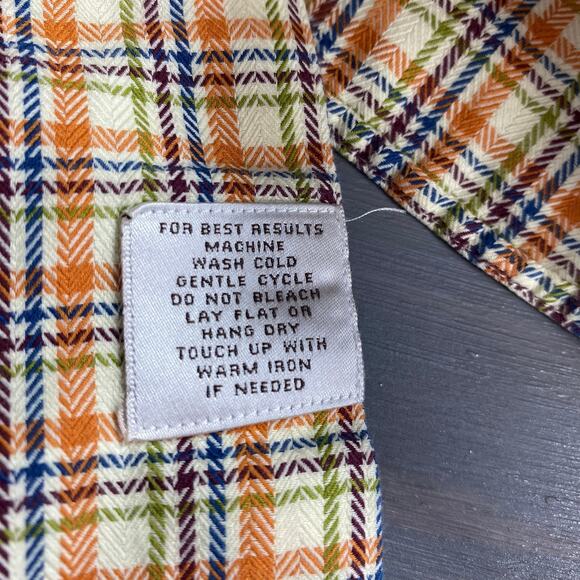 FOR BEST RESULTS
MACHINE
WASH COLD
GENTLE CYCLE
DO NOT BLEACH
LAY FLAT OR
HANG DRY
TOUCH UP WITH
WARM IRON
IF NEEDED